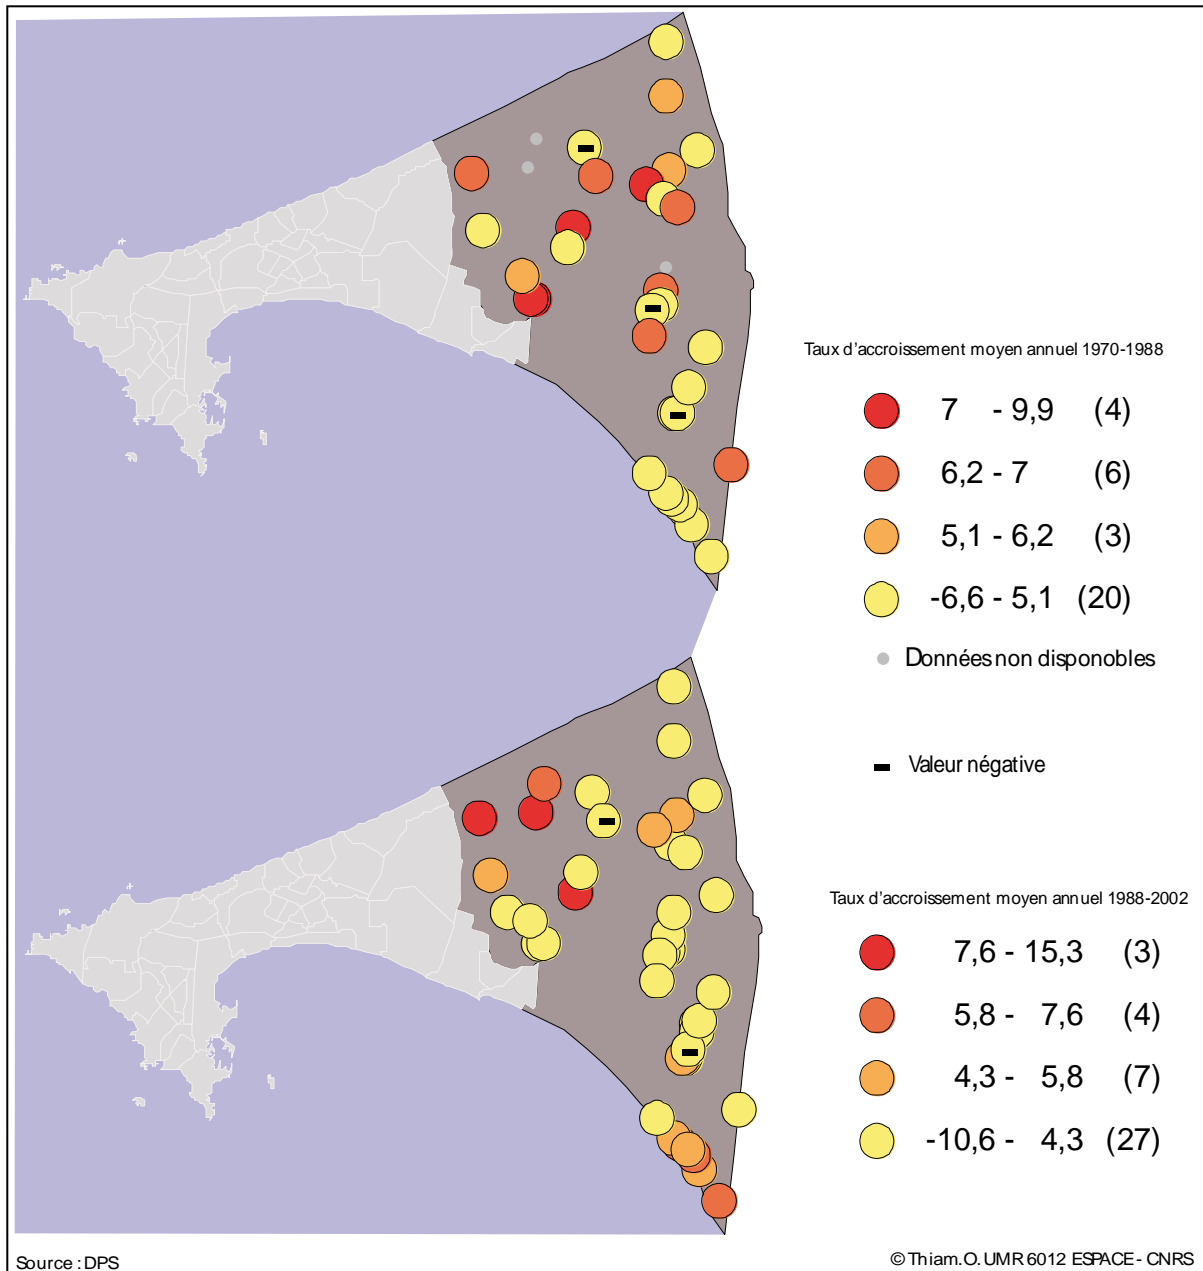 Taux d'accroissement moyen annuel 1970-1988
7 - 9,9 (4)
6,2 - 7 (6)
5,1 - 6,2 (3)
-6,6 - 5,1 (20)
Données non disponobles
Valeur négative
Taux d'accroissement moyen annuel 1988-2002
7,6 - 15,3 (3)
5,8 - 7,6 (4)
4,3 - 5,8 (7)
-10,6 - 4,3 (27)
Source : DPS
© Thiam.O. UMR 6012 ESPACE - CNRS